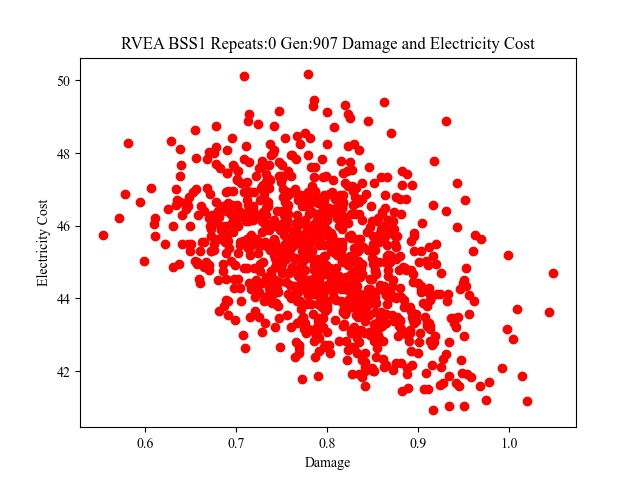 RVEA BSS1 Repeats:0 Gen:907 Damage and Electricity Cost
50
48
46
44
42
Electricity Cost
0.6 0.7 0.8 0.9 1.0
Damage